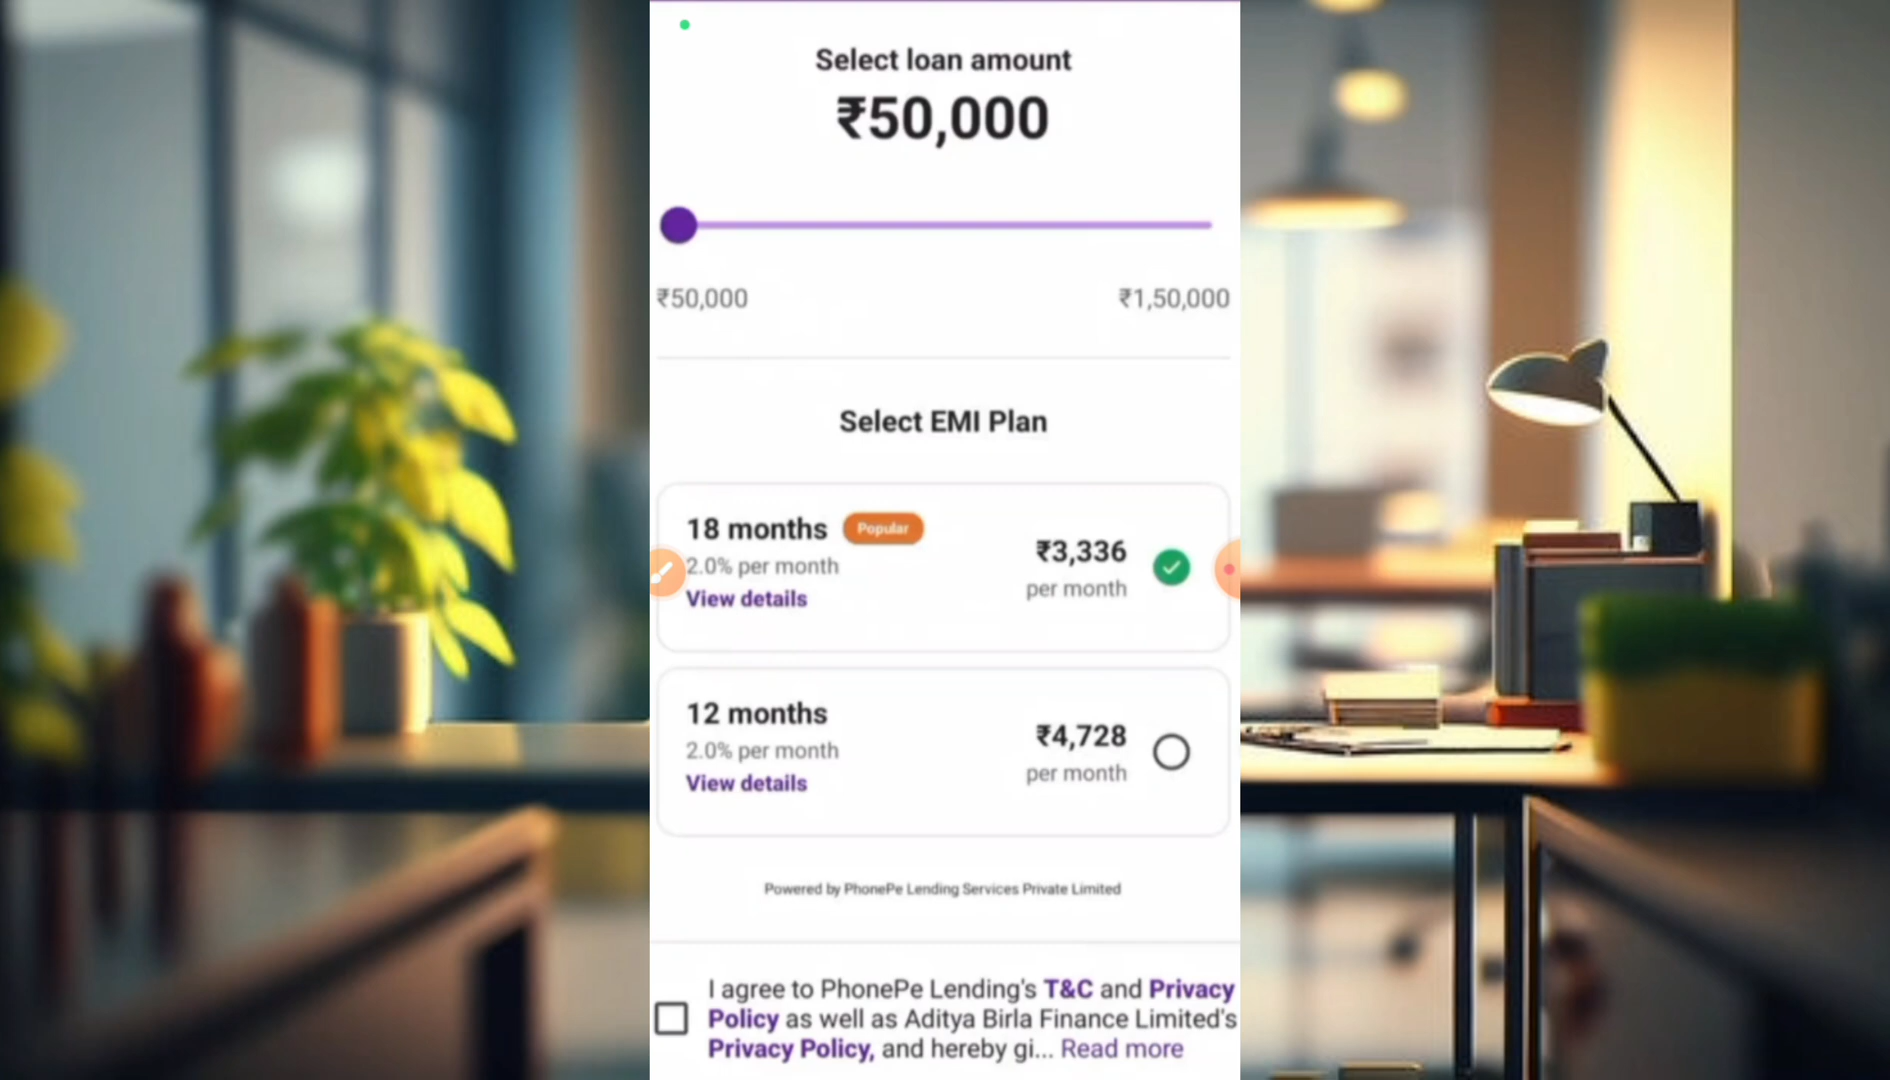 Select loan amount
₹50,000
₹50,000
₹1,50,000
Select EMI Plan
18 months
Popular
2.0% per month
View details
₹3,336
per month
12 months
2.0% per month
View details
₹4,728
per month
Powered by PhonePe Lending Services Private Limited
I agree to PhonePe Lending's T&C and Privacy
Policy as well as Aditya Birla Finance Limited's
Privacy Policy, and hereby gi... Read more